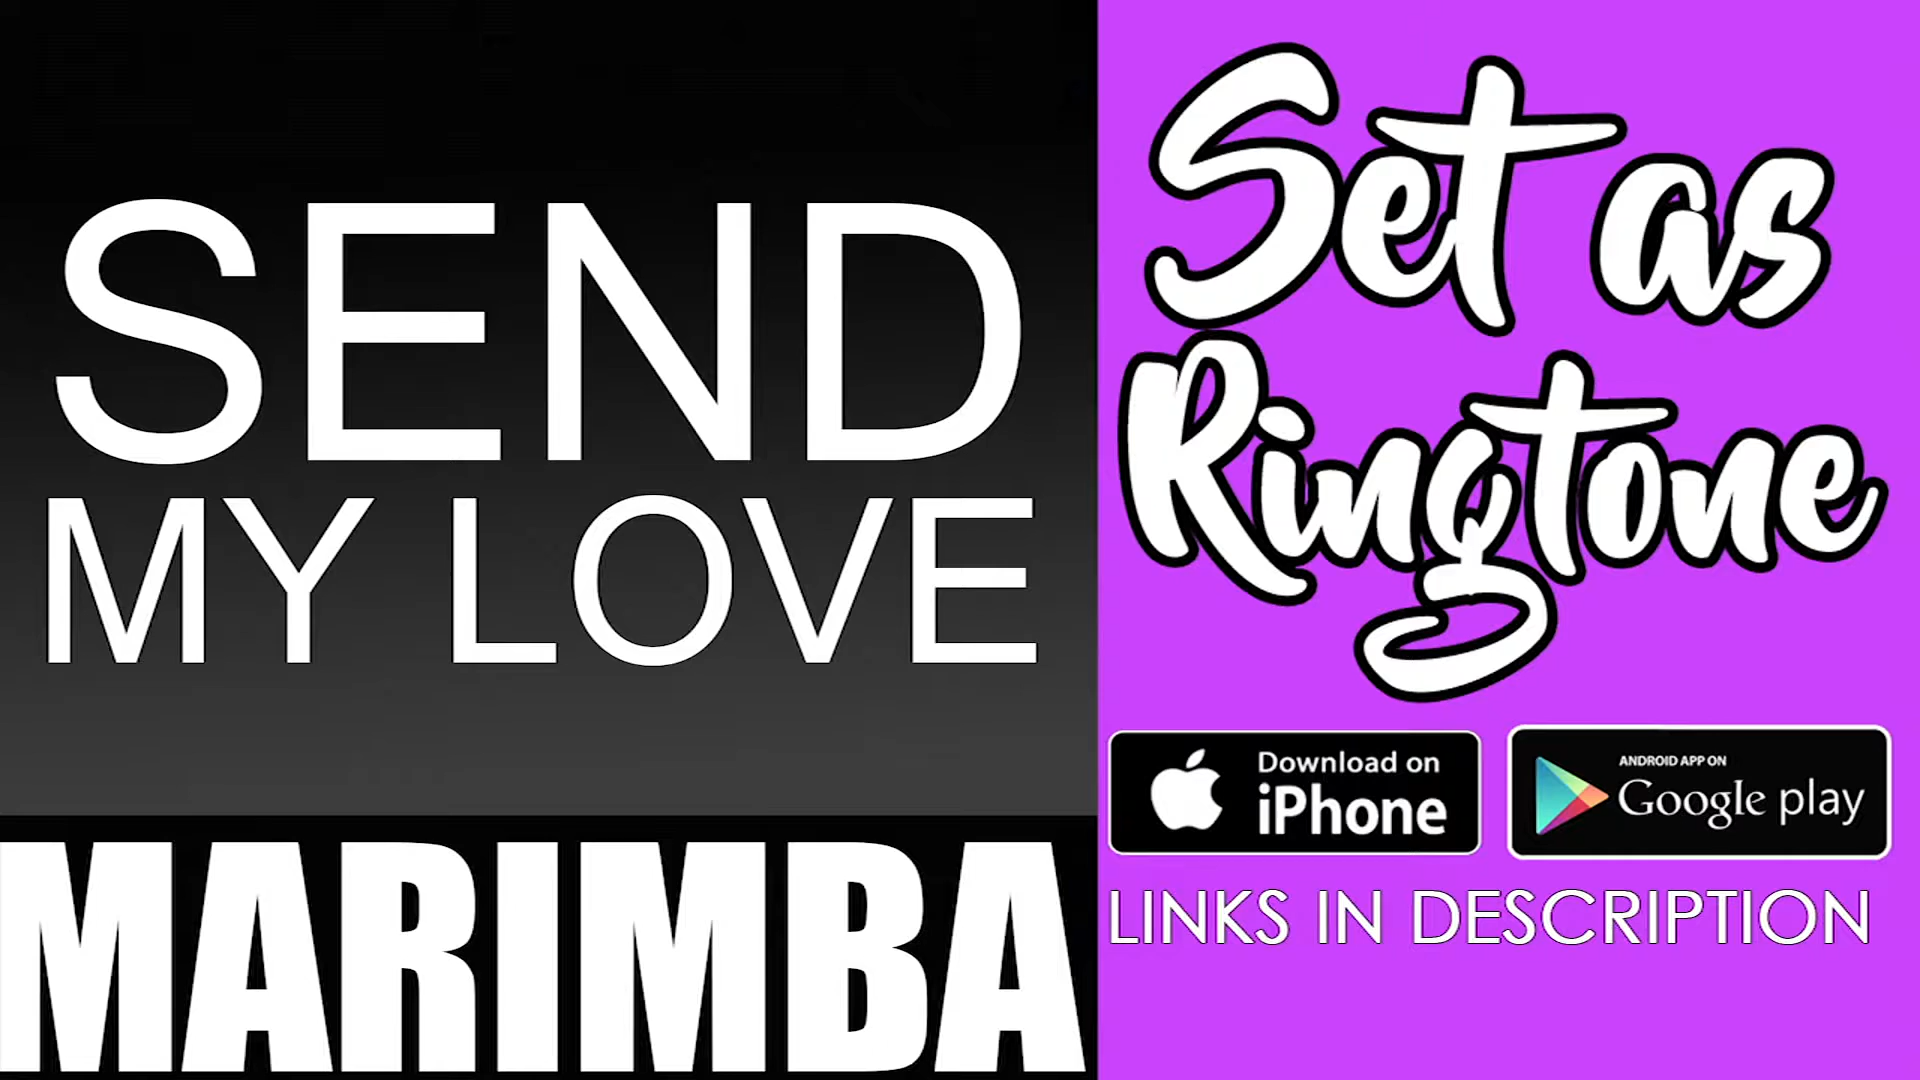 SEND
MY LOVE
MARIMBA
Set as
Ringtone
Download on
iPhone
ANDROID APP ON
Google play
LINKS IN DESCRIPTION